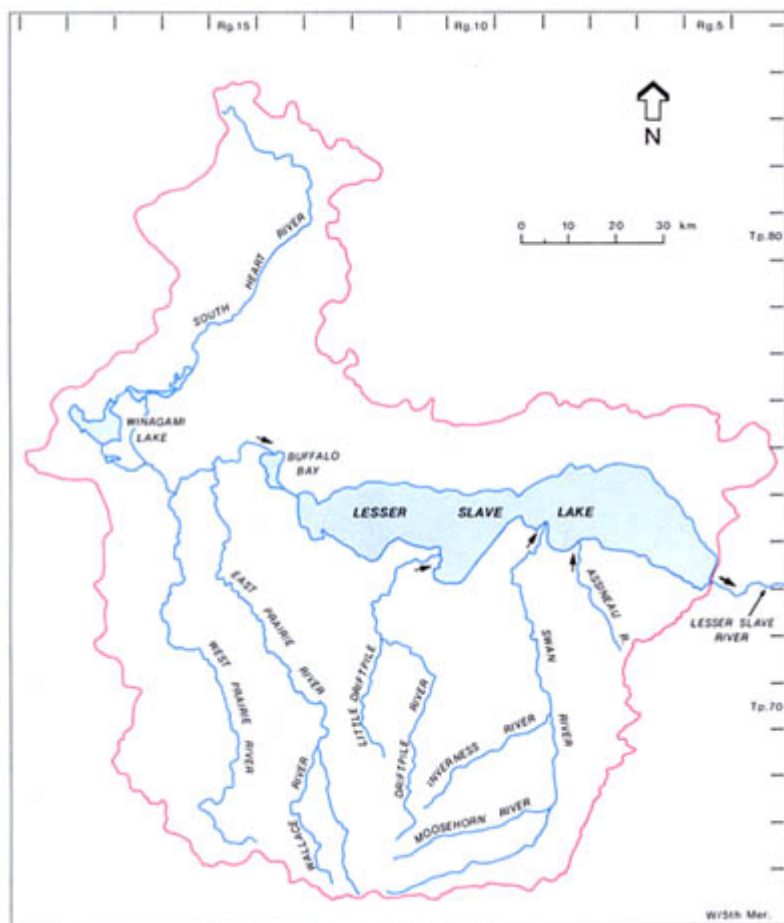 Rg.15
Rg.10
Rg.5
N
0 10 20 30 km
Tp.80
SOUTH HEART RIVER
WINAGAMI
LAKE
BUFFALO
BAY
LESSER SLAVE LAKE
EAST PRAIRIE RIVER
WEST PRAIRIE RIVER
LITTLE DRIFTPILE
DRIFTPILE RIVER
SWAN RIVER
ASSINEAU R.
LESSER SLAVE
RIVER
Tp.70
INVERNESS RIVER
WALLACE RIVER
MOOSEHORN RIVER
W/5th Mer.